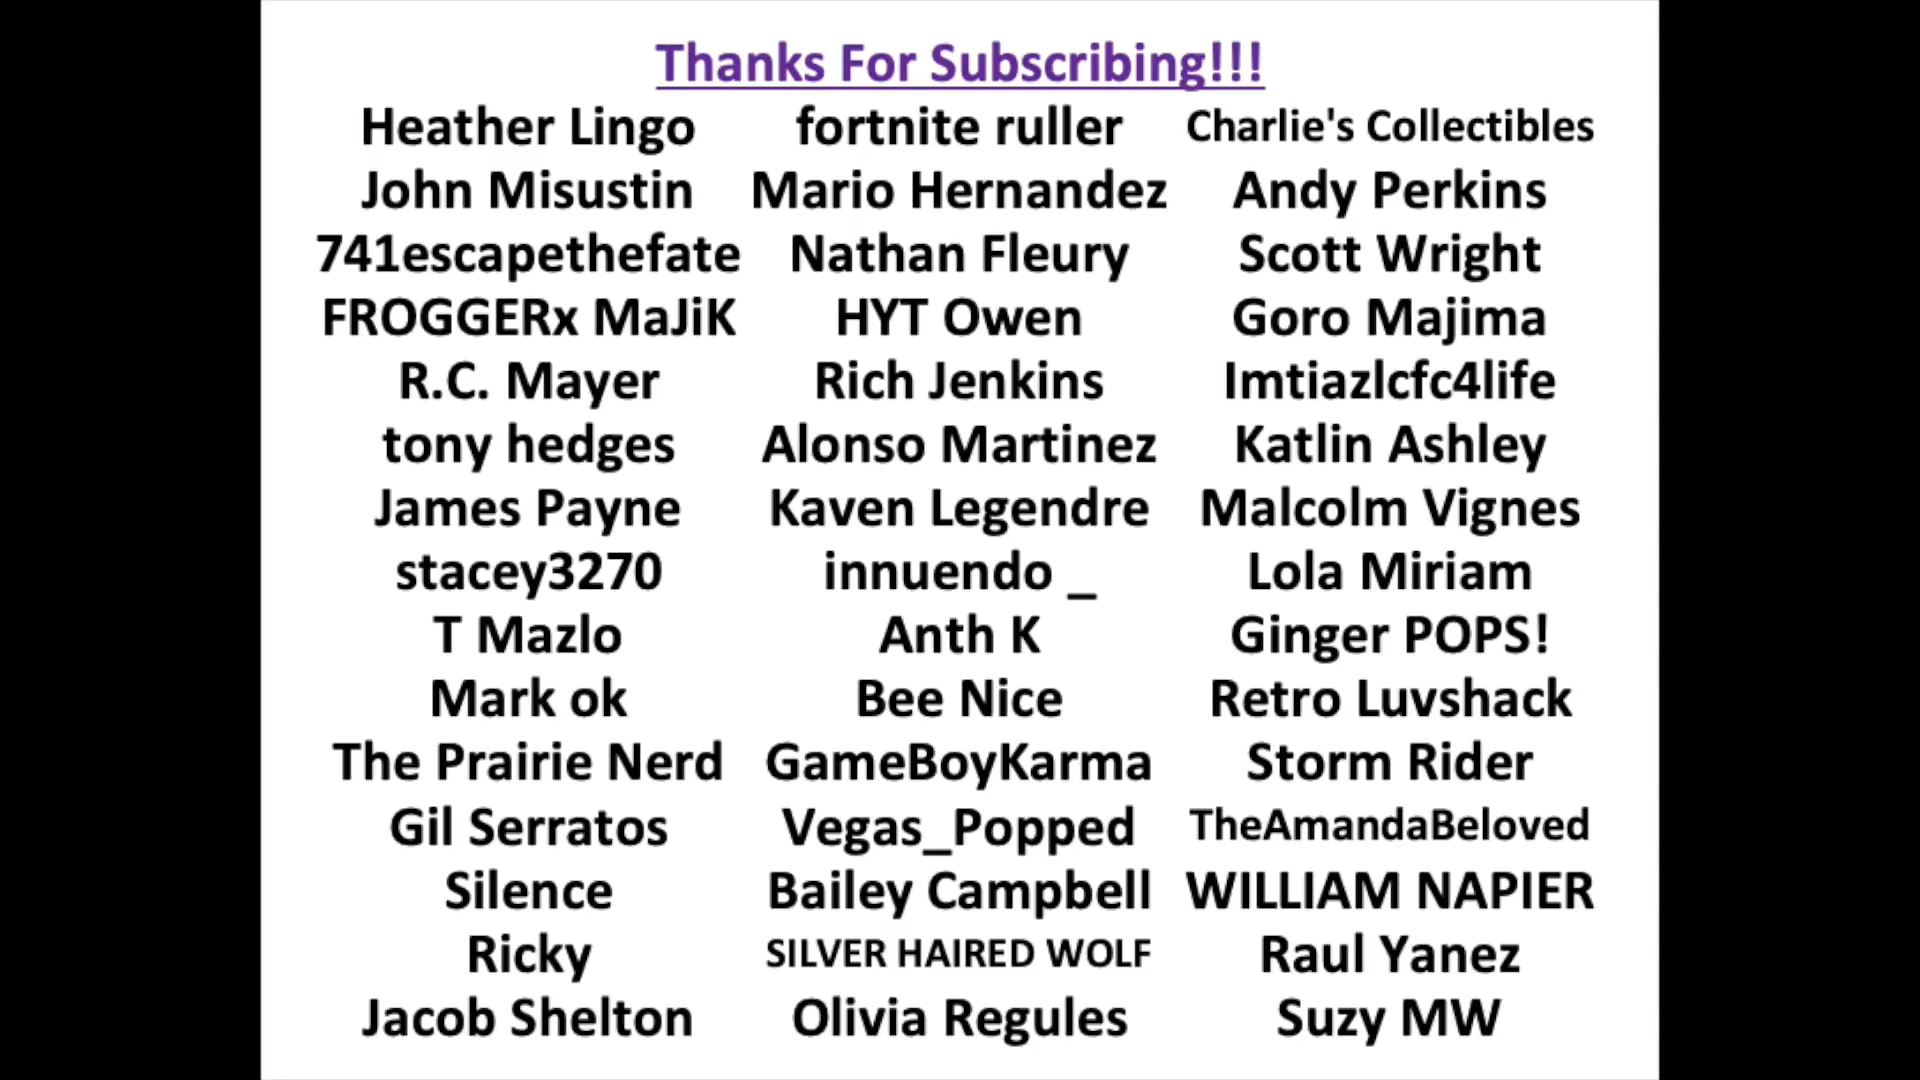 Thanks For Subscribing!!!
Heather Lingo fortnite ruller Charlie's Collectibles
John Misustin Mario Hernandez Andy Perkins
741escapethefate Nathan Fleury Scott Wright
FROGGERx MaJiK HYT Owen Goro Majima
R.C. Mayer Rich Jenkins Imtiazlcfc4life
tony hedges Alonso Martinez Katlin Ashley
James Payne Kaven Legendre Malcolm Vignes
stacey3270 innuendo _ Lola Miriam
T Mazlo Anth K Ginger POPS!
Mark ok Bee Nice Retro Luvshack
The Prairie Nerd GameBoyKarma Storm Rider
Gil Serratos Vegas_Popped TheAmandaBeloved
Silence Bailey Campbell WILLIAM NAPIER
Ricky SILVER HAIRED WOLF Raul Yanez
Jacob Shelton Olivia Regules Suzy MW